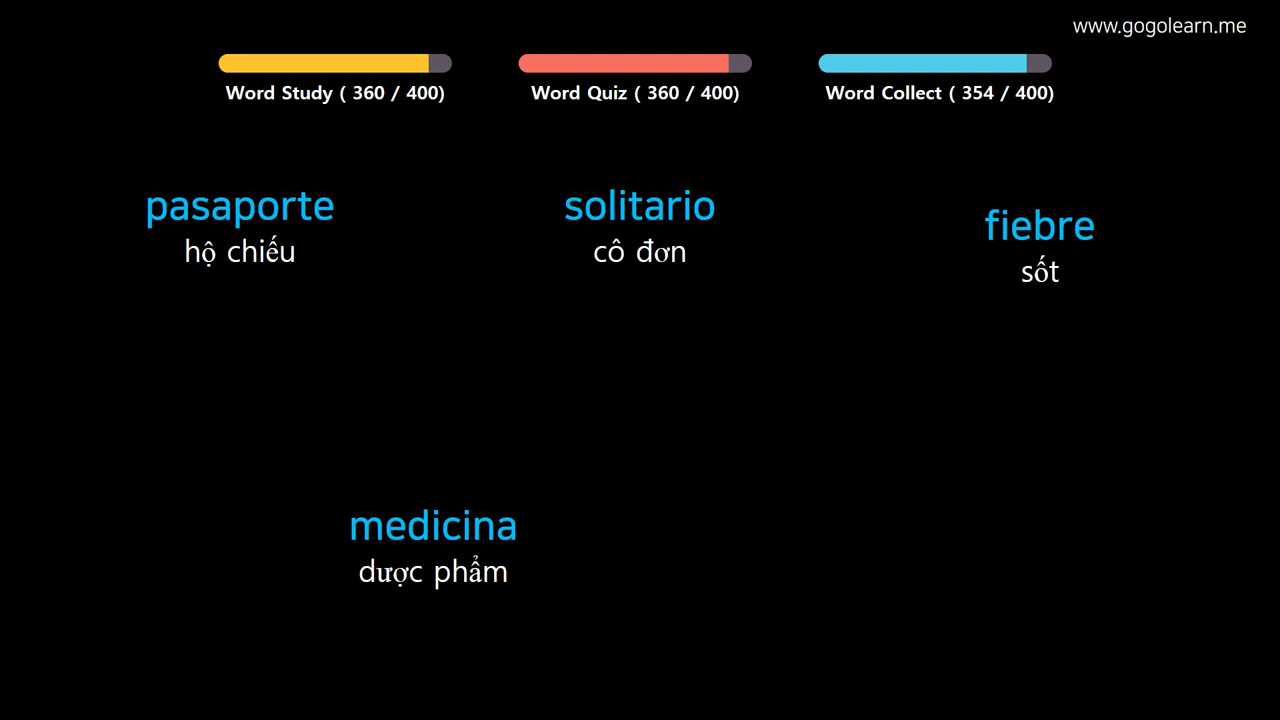 www.gogolearn.me
Word Study ( 360 / 400)
Word Quiz ( 360 / 400)
Word Collect ( 354 / 400)
pasaporte
hộ chiếu
solitario
cô đơn
fiebre
sốt
medicina
dược phẩm